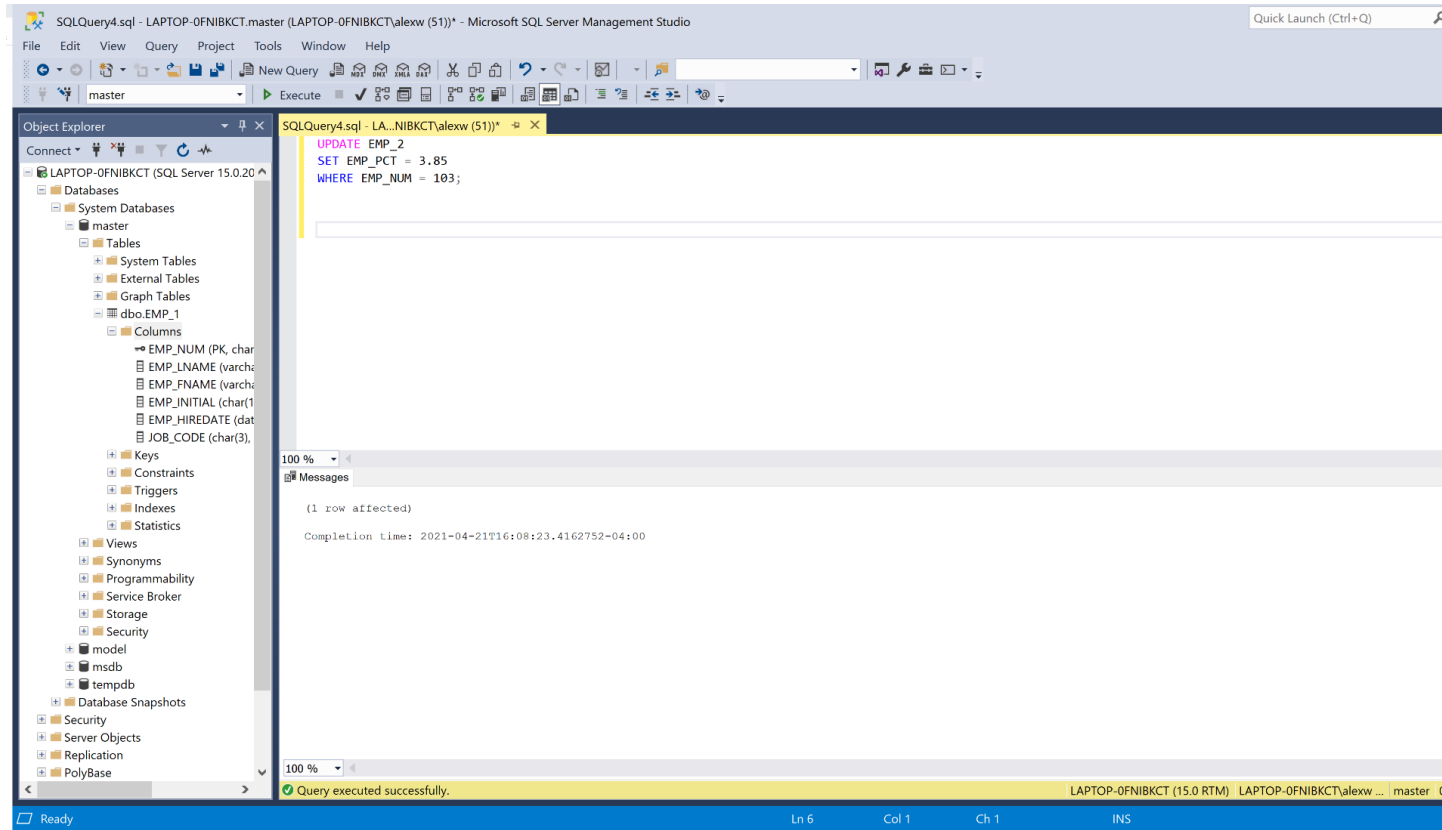 SQLQuery4.sql - LAPTOP-0FNIBKCT.master (LAPTOP-0FNIBKCT\alexw (51))* - Microsoft SQL Server Management Studio
Quick Launch (Ctrl+Q)
File Edit View Query Project Tools Window Help
New Query MDX DMX XMLA DAX
master Execute
Object Explorer
Connect
LAPTOP-0FNIBKCT (SQL Server 15.0.20
Databases
System Databases
master
Tables
System Tables
External Tables
Graph Tables
dbo.EMP_1
Columns
EMP_NUM (PK, char
EMP_LNAME (varcha
EMP_FNAME (varcha
EMP_INITIAL (char(1
EMP_HIREDATE (dat
JOB_CODE (char(3),
Keys
Constraints
Triggers
Indexes
Statistics
Views
Synonyms
Programmability
Service Broker
Storage
Security
model
msdb
tempdb
Database Snapshots
Security
Server Objects
Replication
PolyBase
SQLQuery4.sql - LA...NIBKCT\alexw (51))*
UPDATE EMP_2
SET EMP_PCT = 3.85
WHERE EMP_NUM = 103;
100 %
Messages
(1 row affected)
Completion time: 2021-04-21T16:08:23.4162752-04:00
100 %
Query executed successfully.
LAPTOP-0FNIBKCT (15.0 RTM) LAPTOP-0FNIBKCT\alexw ... master
Ready Ln 6 Col 1 Ch 1 INS